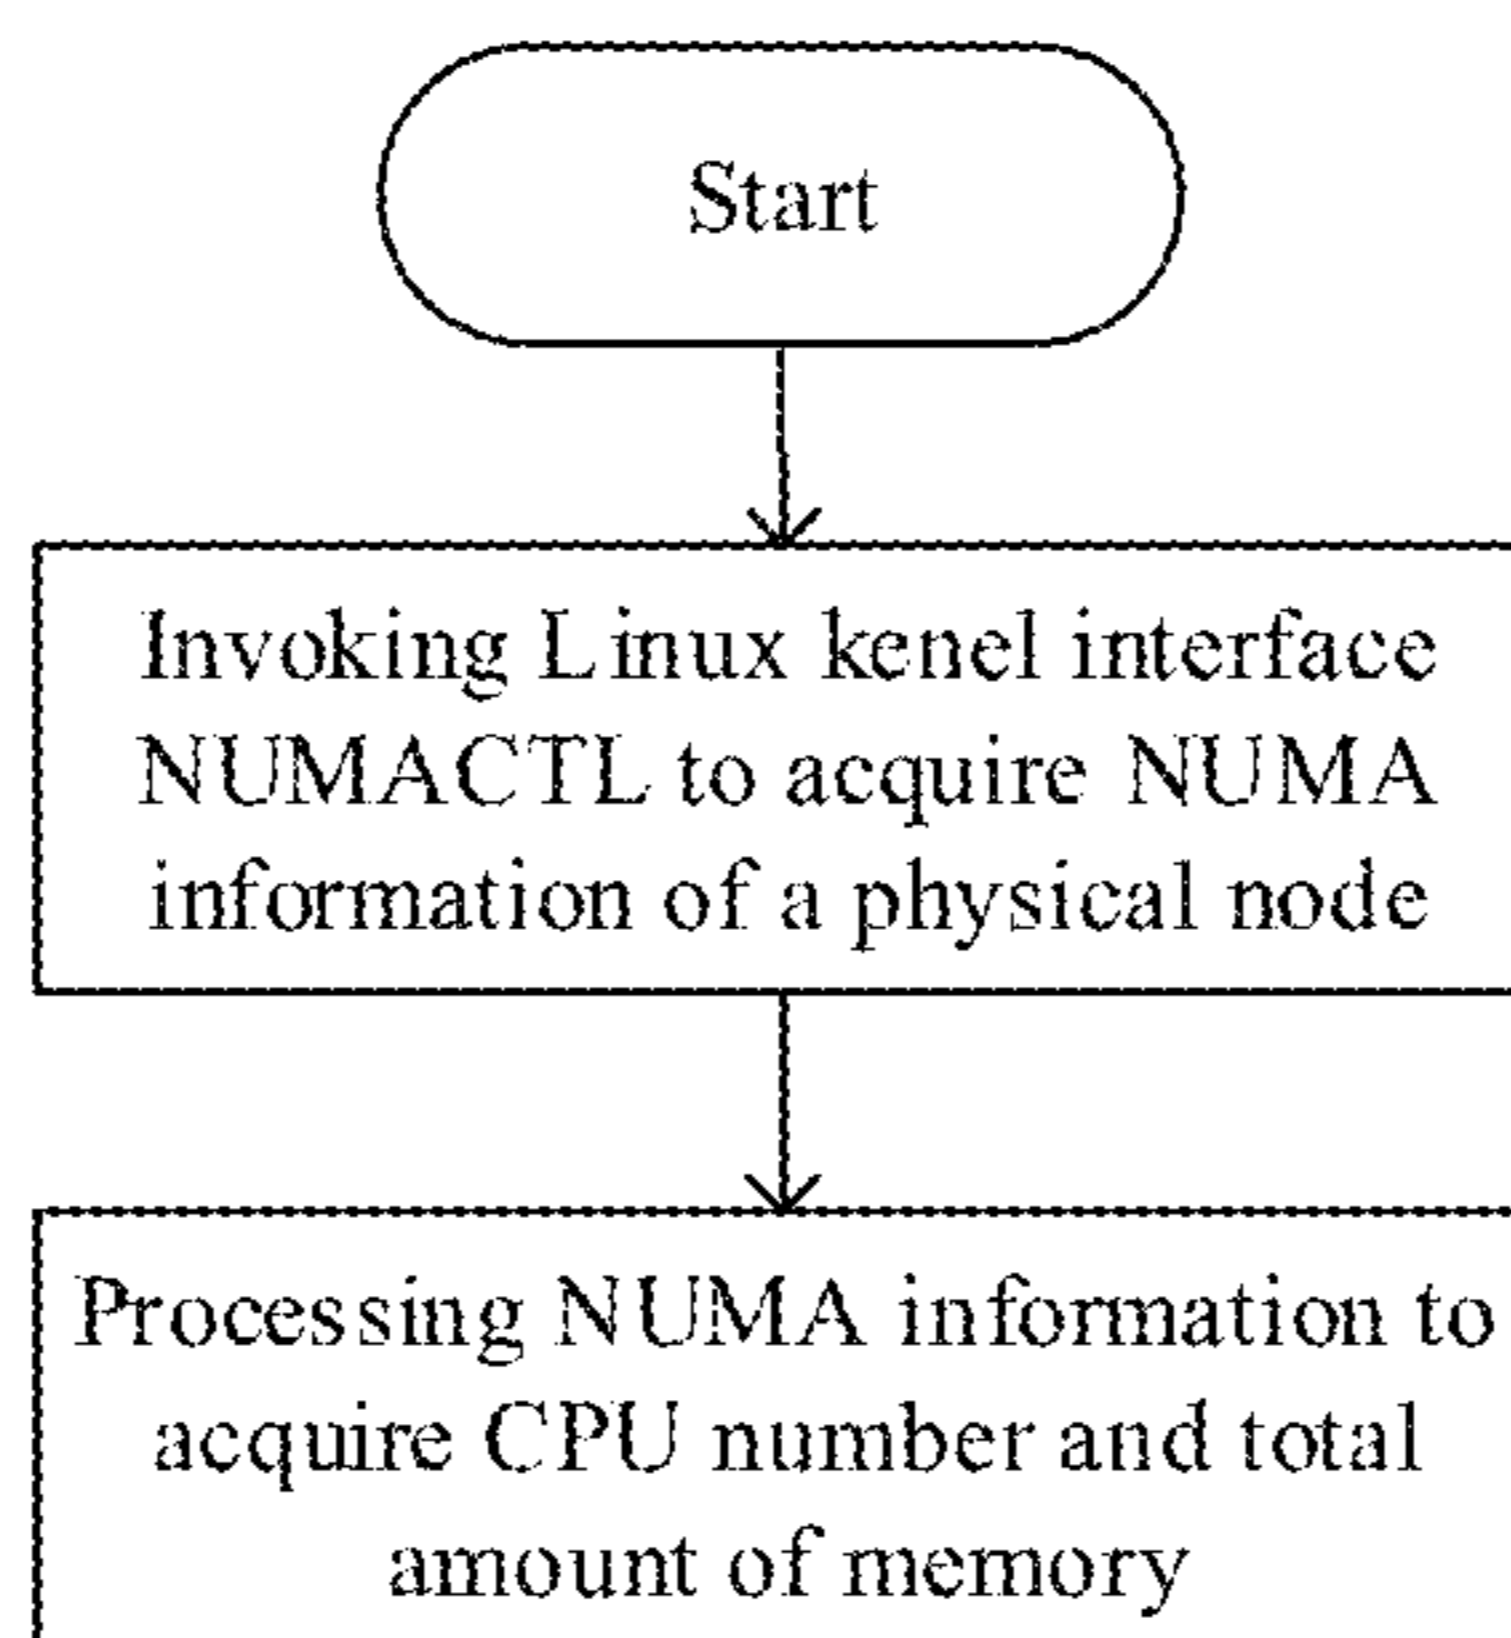 Start
Invoking Linux kenel interface
NUMACTL to acquire NUMA
information of a physical node
Processing NUMA information to
acquire CPU number and total
amount of memory